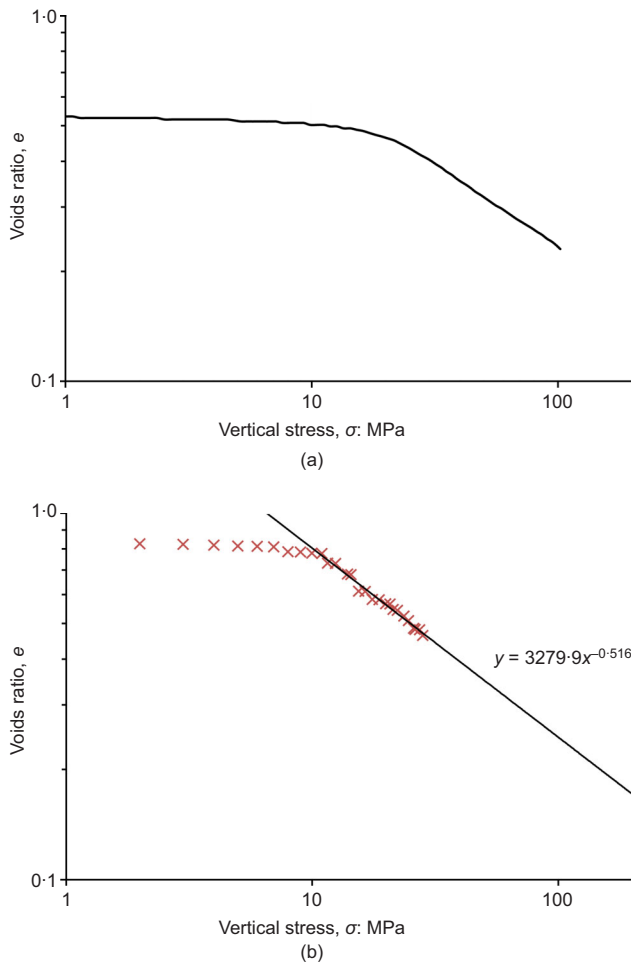 1·0
Voids ratio, e
0·1
1
10
100
Vertical stress, σ: MPa
(a)
1·0
Voids ratio, e
y = 3279·9x–0·516
0·1
1
10
100
Vertical stress, σ: MPa
(b)